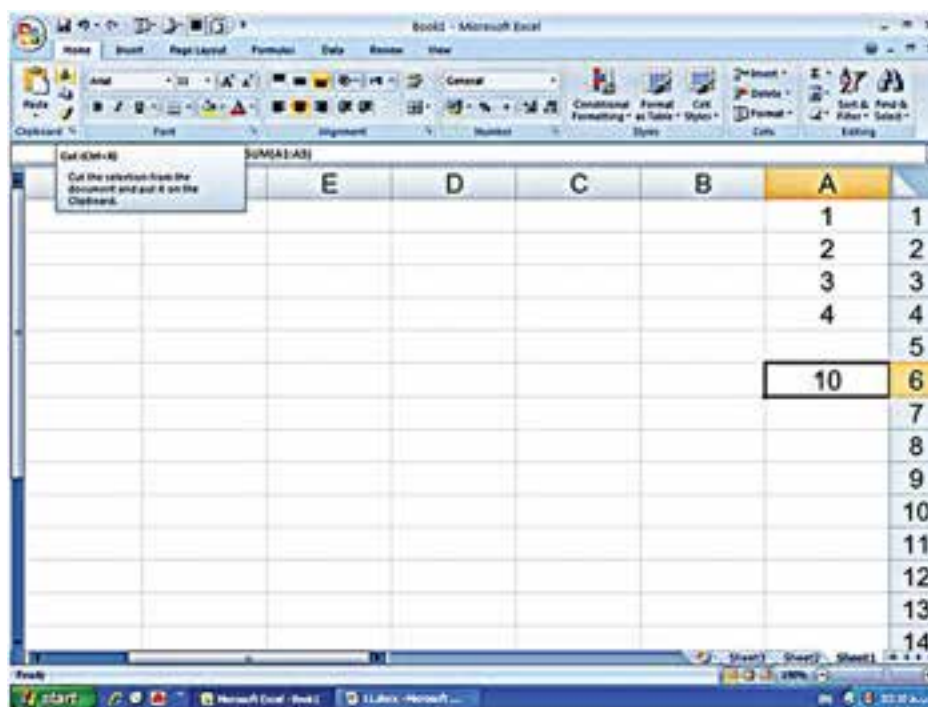 Book1 - Microsoft Excel
Home Insert Page Layout Formulas Data Review View
Paste
Arial 11
General
Conditional Formatting Format as Table Cell Styles
Insert
Delete
Format
Sort & Filter Find & Select
Clipboard Font Alignment Number Styles Cells Editing
SUM(A1:A5)
Cut (Ctrl+X)
Cut the selection from the
document and put it on the
Clipboard.
E D C B A
1 1
2 2
3 3
4 4
5
10 6
7
8
9
10
11
12
13
14
Sheet3 Sheet2 Sheet1
Ready
start Microsoft Excel - Book1
EN